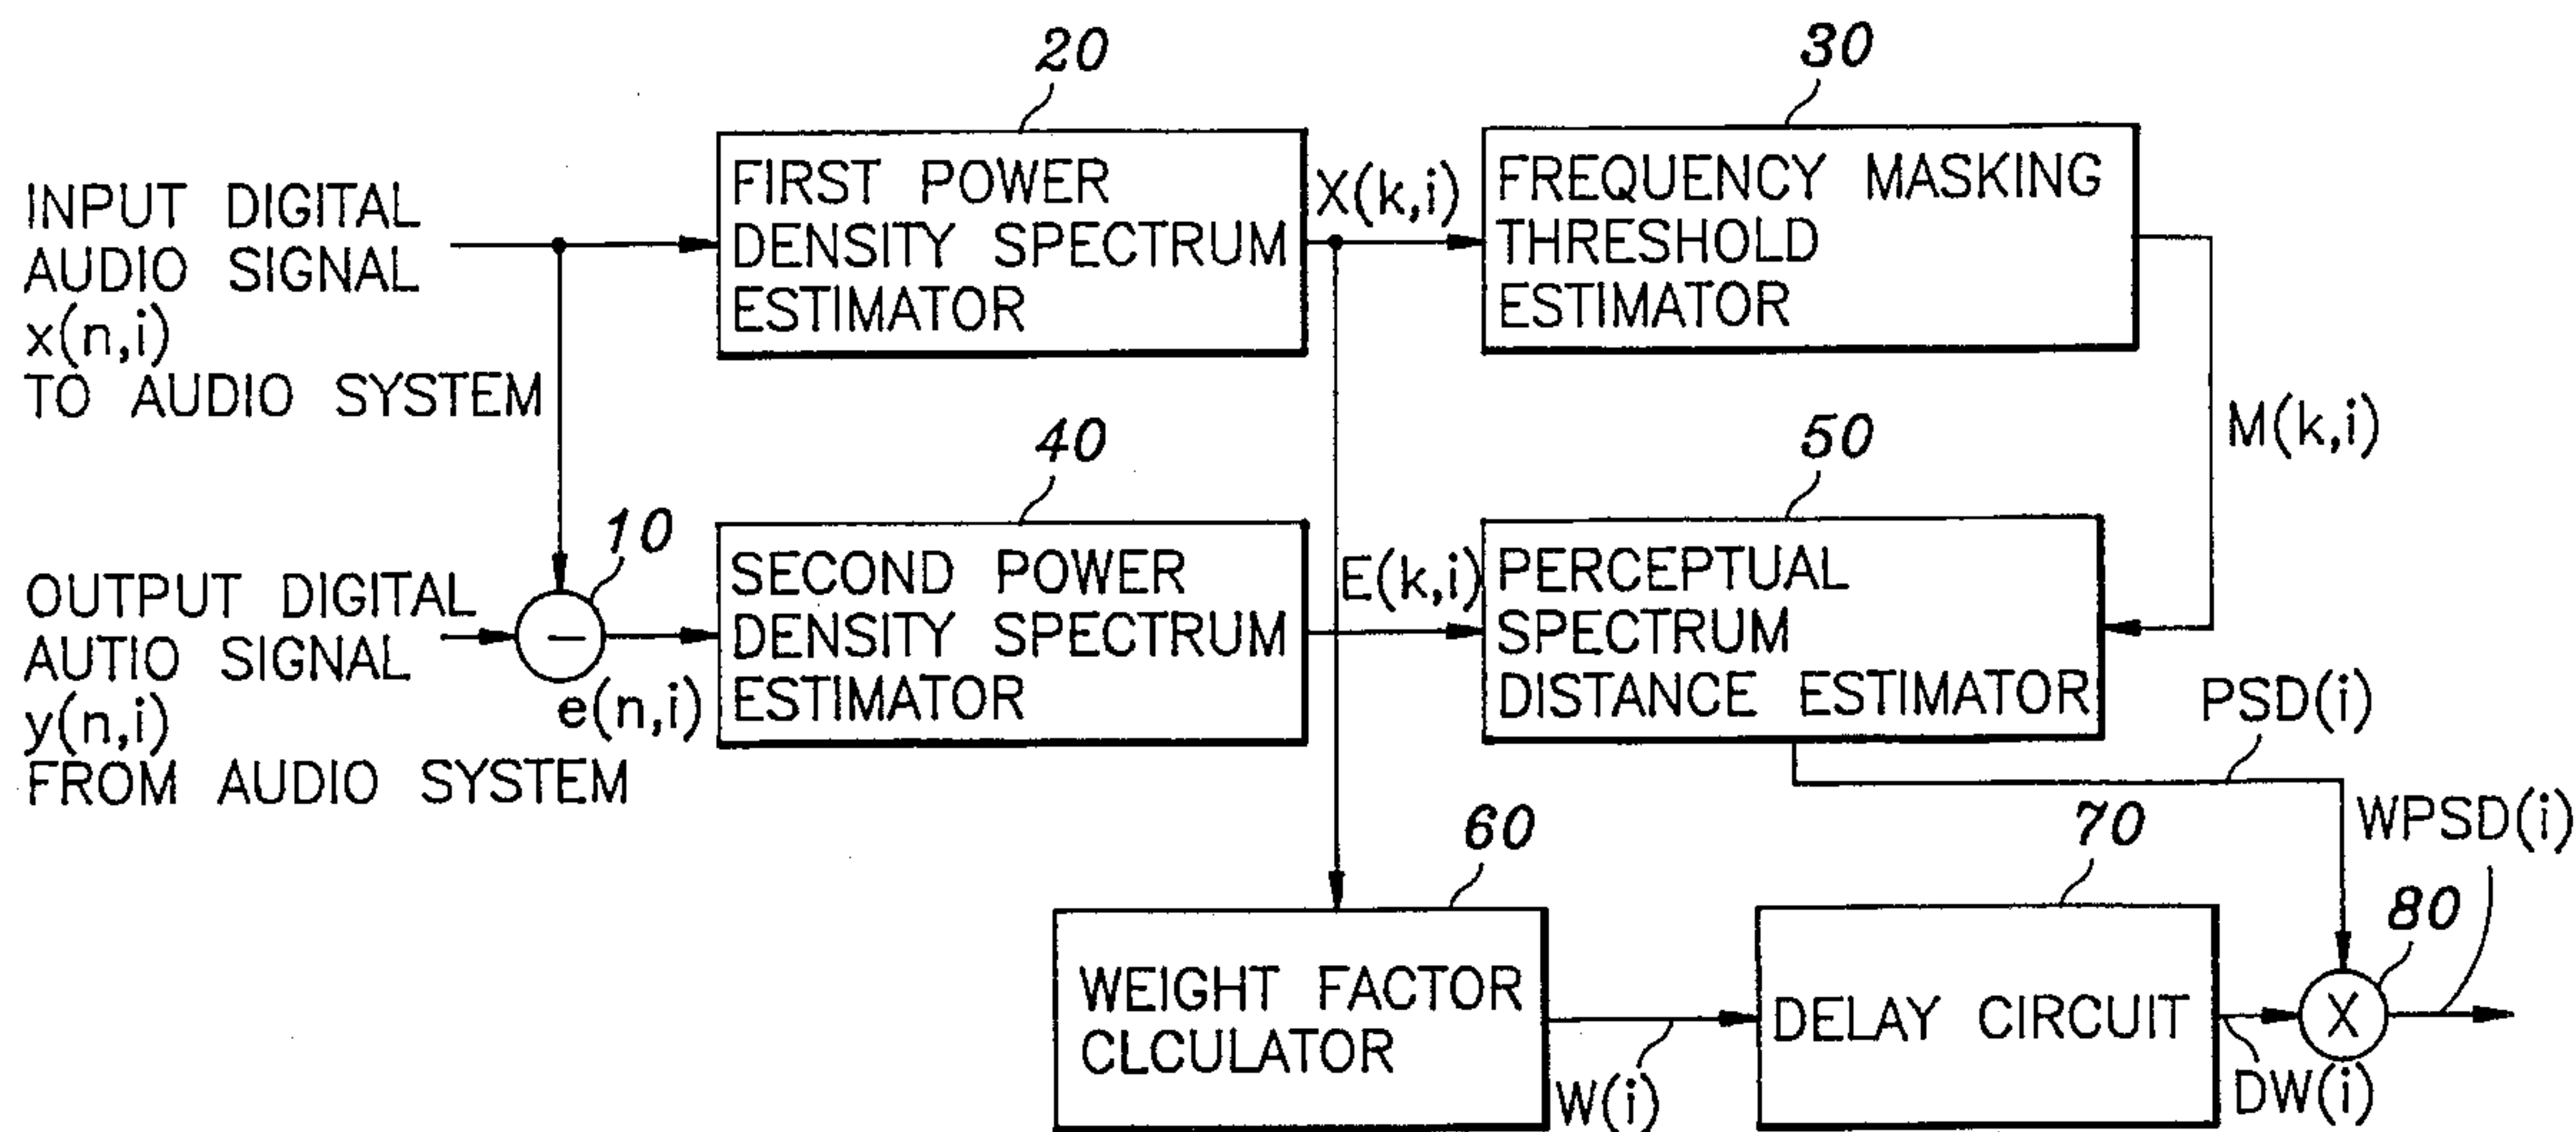 20
30
INPUT DIGITAL
AUDIO SIGNAL
x(n,i)
TO AUDIO SYSTEM
FIRST POWER
DENSITY SPECTRUM
ESTIMATOR
X(k,i)
FREQUENCY MASKING
THRESHOLD
ESTIMATOR
M(k,i)
10
40
50
OUTPUT DIGITAL
AUTIO SIGNAL
y(n,i)
FROM AUDIO SYSTEM
−
e(n,i)
SECOND POWER
DENSITY SPECTRUM
ESTIMATOR
E(k,i)
PERCEPTUAL
SPECTRUM
DISTANCE ESTIMATOR
PSD(i)
WPSD(i)
60
70
80
WEIGHT FACTOR
CLCULATOR
W(i)
DELAY CIRCUIT
DW(i)
X